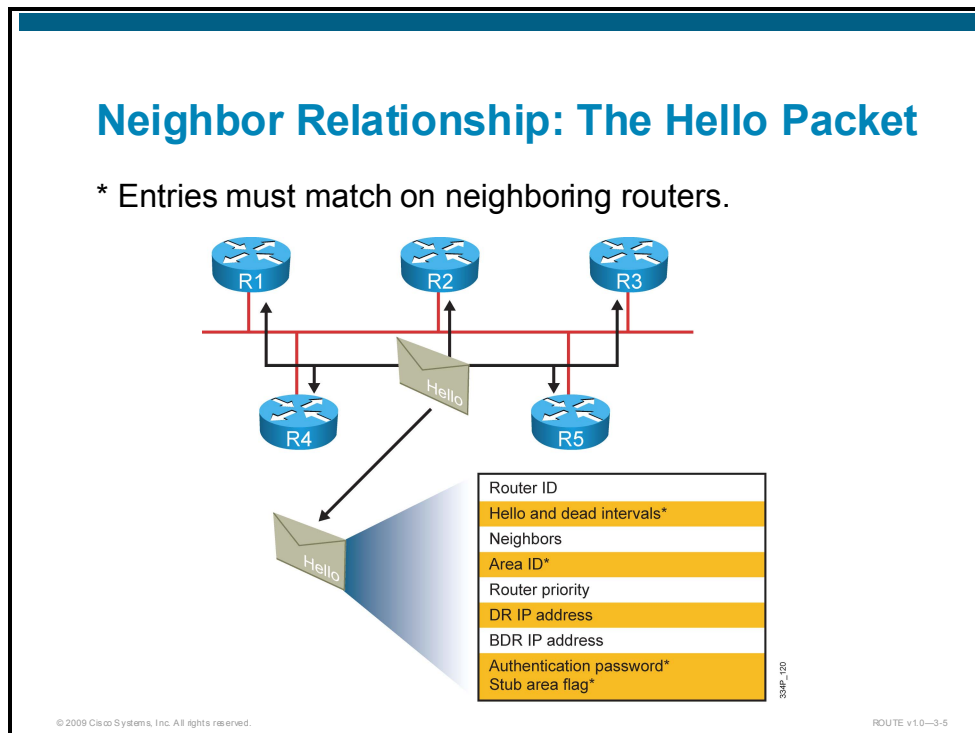 Neighbor Relationship: The Hello Packet
* Entries must match on neighboring routers.
R1
R2
R3
Hello
R4
R5
Hello
Router ID
Hello and dead intervals*
Neighbors
Area ID*
Router priority
DR IP address
BDR IP address
Authentication password*
Stub area flag*
334P_120
© 2009 Cisco Systems, Inc. All rights reserved.
ROUTE v1.0—3-5